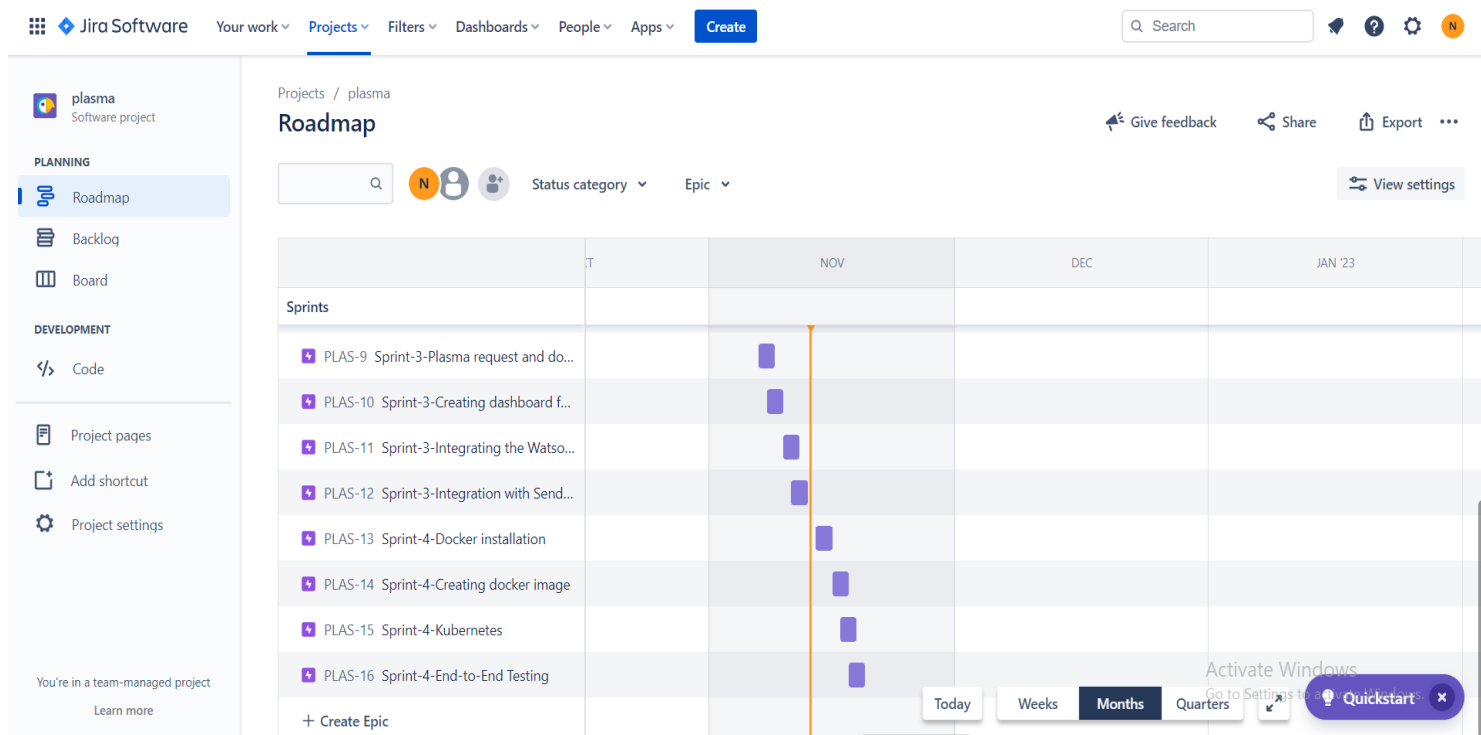 Jira Software Your work Projects Filters Dashboards People Apps Create Search N
plasma
Software project
PLANNING
Roadmap
Backlog
Board
DEVELOPMENT
Code
Project pages
Add shortcut
Project settings
You're in a team-managed project
Learn more
Projects / plasma
Roadmap
Give feedback Share Export
N Status category Epic View settings
NOV DEC JAN '23
Sprints
PLAS-9 Sprint-3-Plasma request and do...
PLAS-10 Sprint-3-Creating dashboard f...
PLAS-11 Sprint-3-Integrating the Watso...
PLAS-12 Sprint-3-Integration with Send...
PLAS-13 Sprint-4-Docker installation
PLAS-14 Sprint-4-Creating docker image
PLAS-15 Sprint-4-Kubernetes
PLAS-16 Sprint-4-End-to-End Testing
+ Create Epic
Today Weeks Months Quarters Quickstart
Activate Windows
Go to Settings to activate Windows.